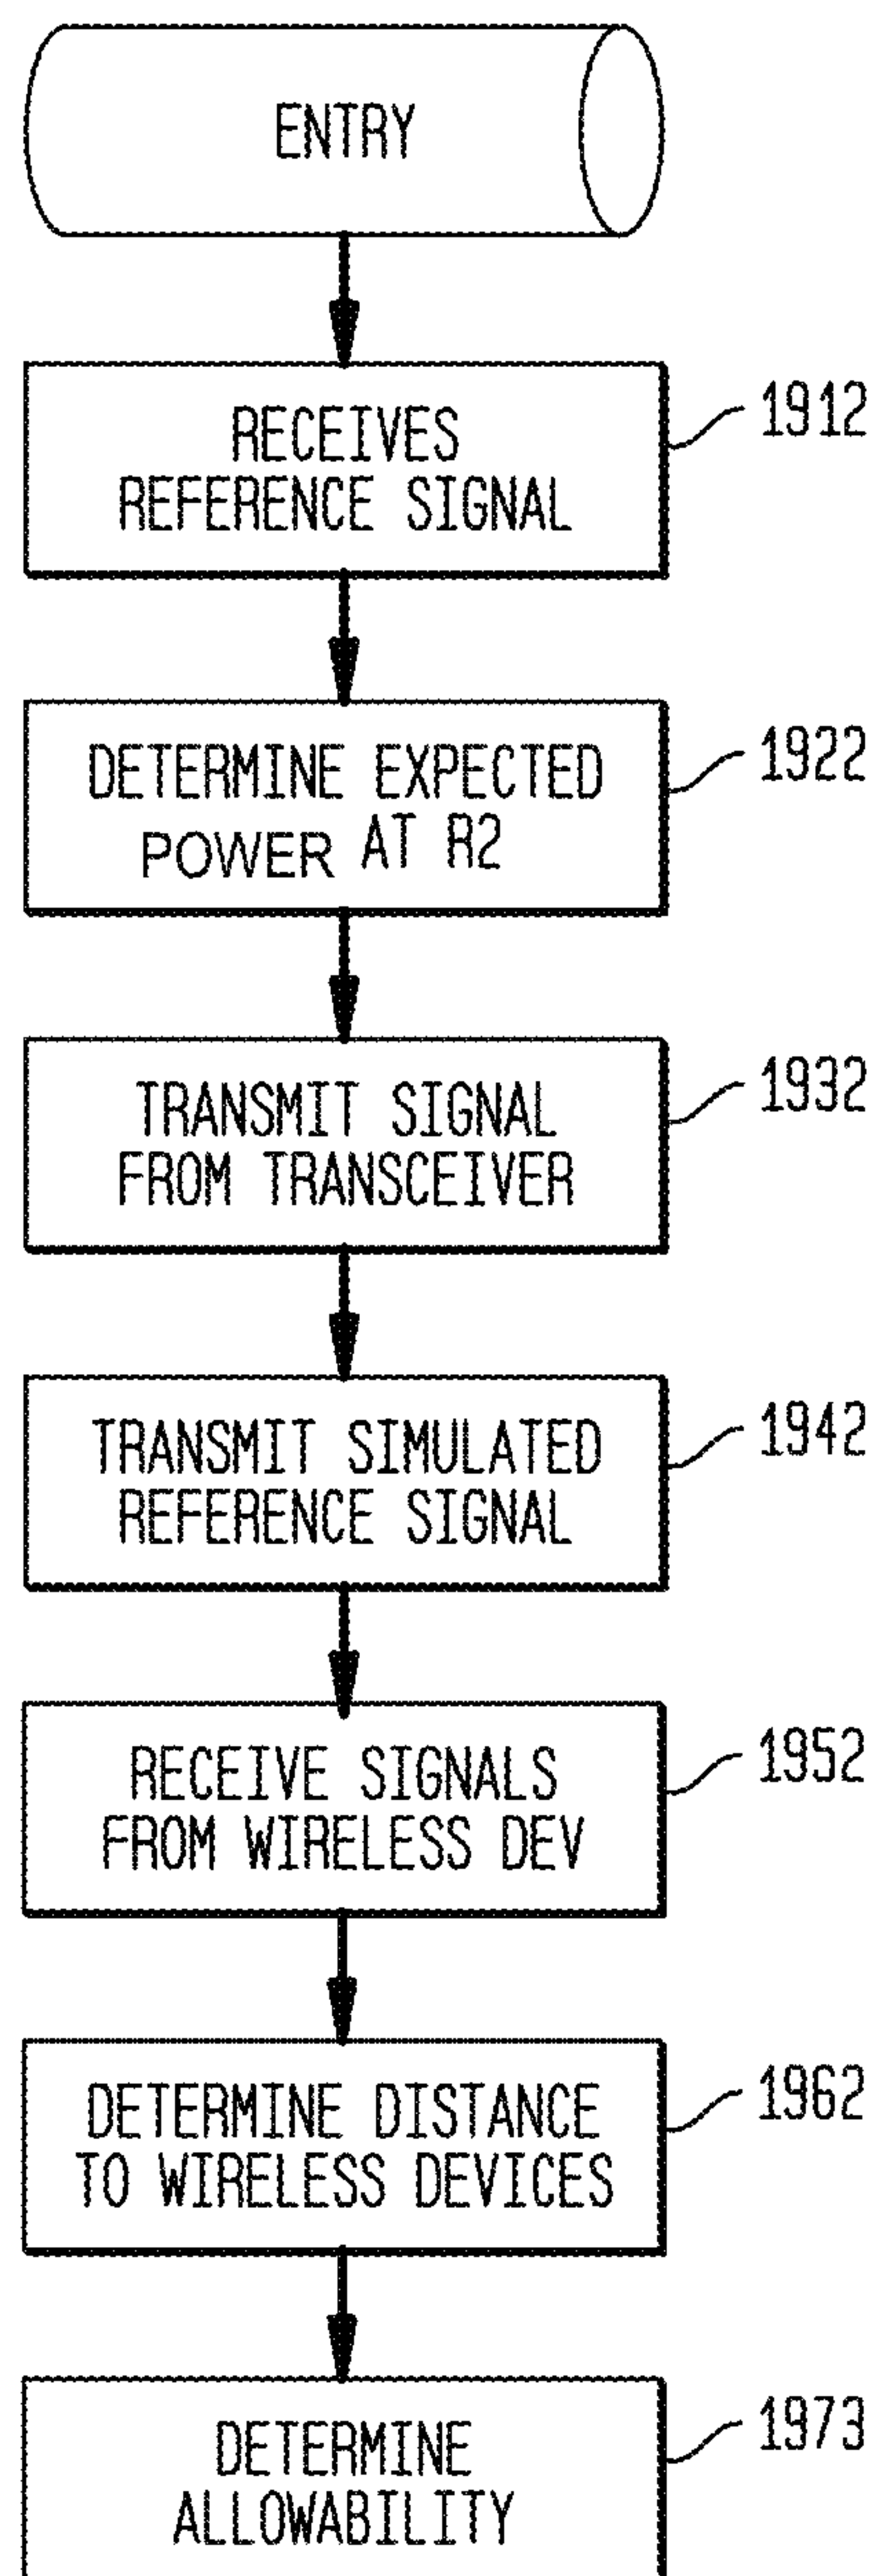 ENTRY
RECEIVES
REFERENCE SIGNAL
1912
DETERMINE EXPECTED
POWER AT R2
1922
TRANSMIT SIGNAL
FROM TRANSCEIVER
1932
TRANSMIT SIMULATED
REFERENCE SIGNAL
1942
RECEIVE SIGNALS
FROM WIRELESS DEV
1952
DETERMINE DISTANCE
TO WIRELESS DEVICES
1962
DETERMINE
ALLOWABILITY
1973